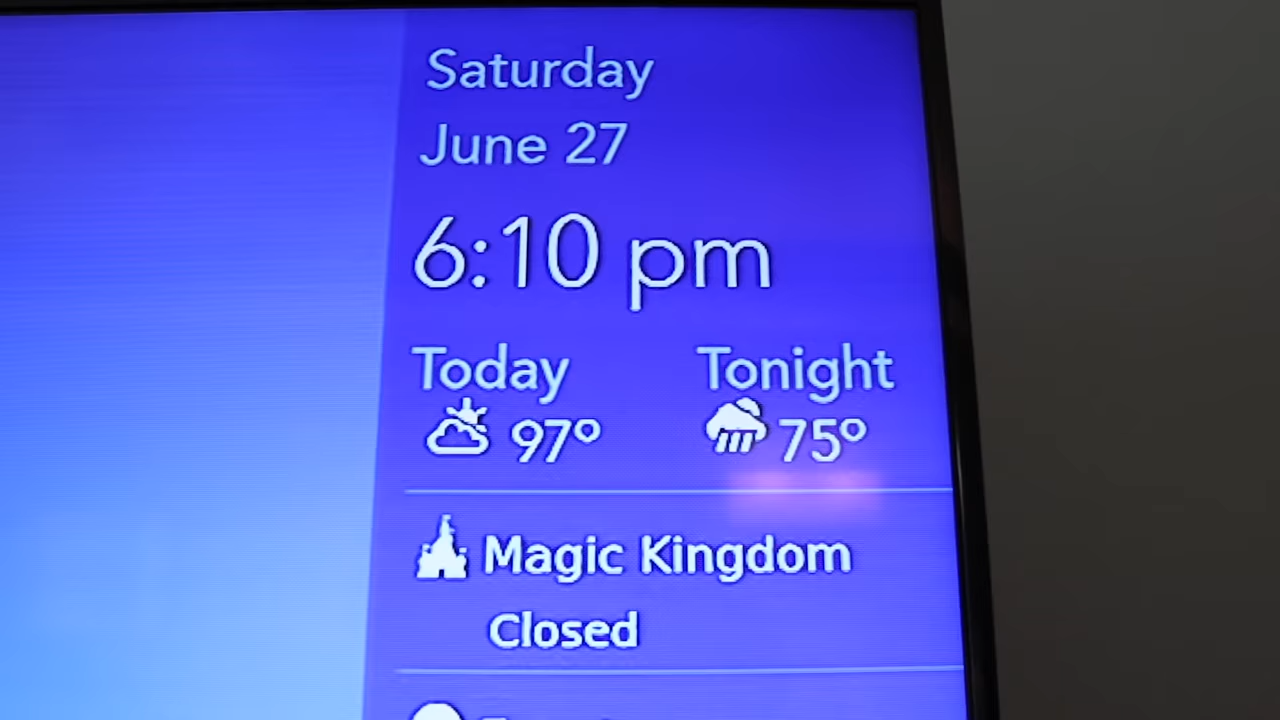 Saturday
June 27
6:10 pm
Today Tonight
97° 75°
Magic Kingdom
Closed